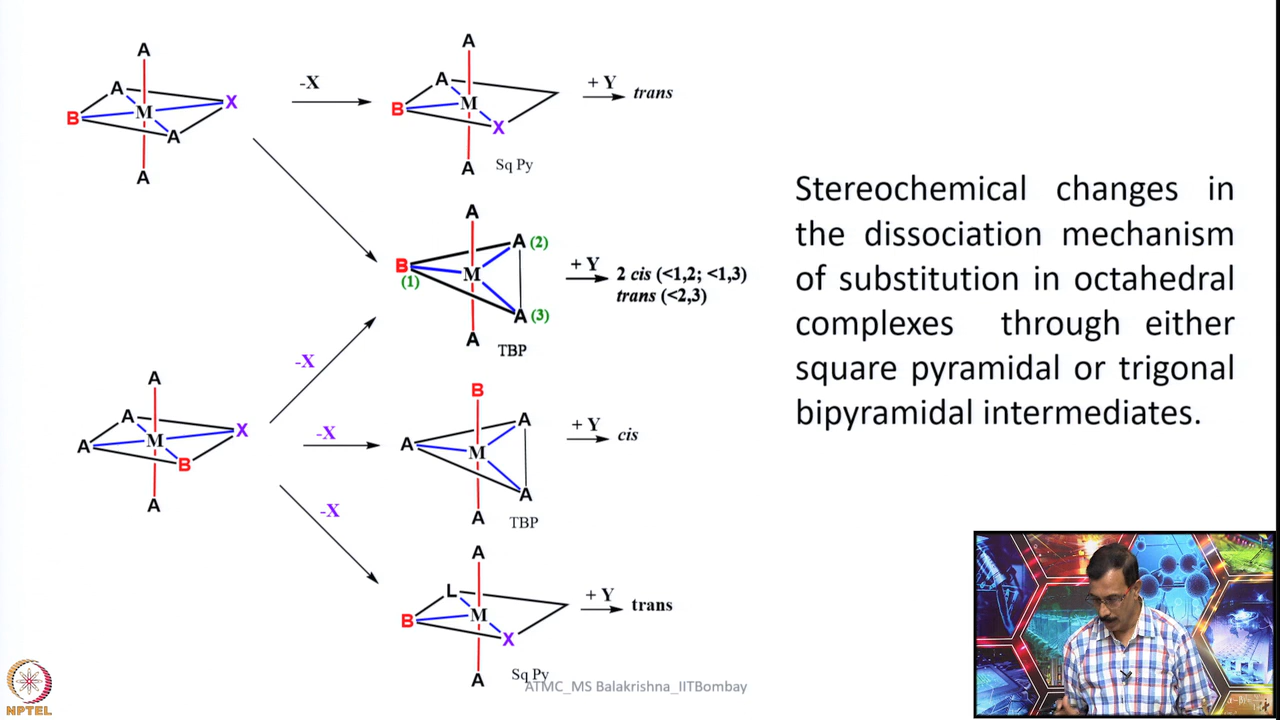 A
A
B
M
X
A
A
-X
A
A
B
M
X
A
Sq Py
+ Y
trans
A
B
(1)
M
A (2)
A (3)
A
TBP
+ Y
2 cis (<1,2; <1,3)
trans (<2,3)
-X
A
A
A
M
X
B
A
-X
B
A
A
M
A
A
TBP
+ Y
cis
-X
A
L
B
M
X
A
Sq Py
+ Y
trans
Stereochemical changes in
the dissociation mechanism
of substitution in octahedral
complexes through either
square pyramidal or trigonal
bipyramidal intermediates.
ATMC_MS Balakrishna_IITBombay
NPTEL